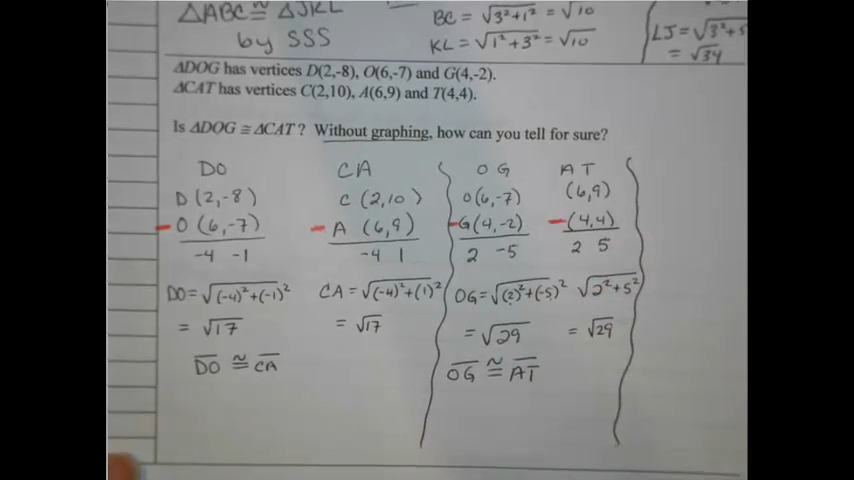 △ABC ≅ △JKL
by SSS
BC = √3²+1² = √10
KL = √1²+3² = √10
LJ = √3²+5
= √34
ΔDOG has vertices D(2,-8), O(6,-7) and G(4,-2).
ΔCAT has vertices C(2,10), A(6,9) and T(4,4).
Is ΔDOG ≅ ΔCAT? Without graphing, how can you tell for sure?
DO
D (2,-8)
- O (6,-7)
-4 -1
DO = √(-4)²+(-1)²
= √17
DO ≅ CA
CA
C (2,10)
- A (6,9)
-4 1
CA = √(-4)²+(1)²
= √17
OG
O(6,-7)
-G(4,-2)
2 -5
OG = √(2)²+(-5)²
= √29
OG ≅ AT
AT
(6,9)
- (4,4)
2 5
√2²+5²
= √29